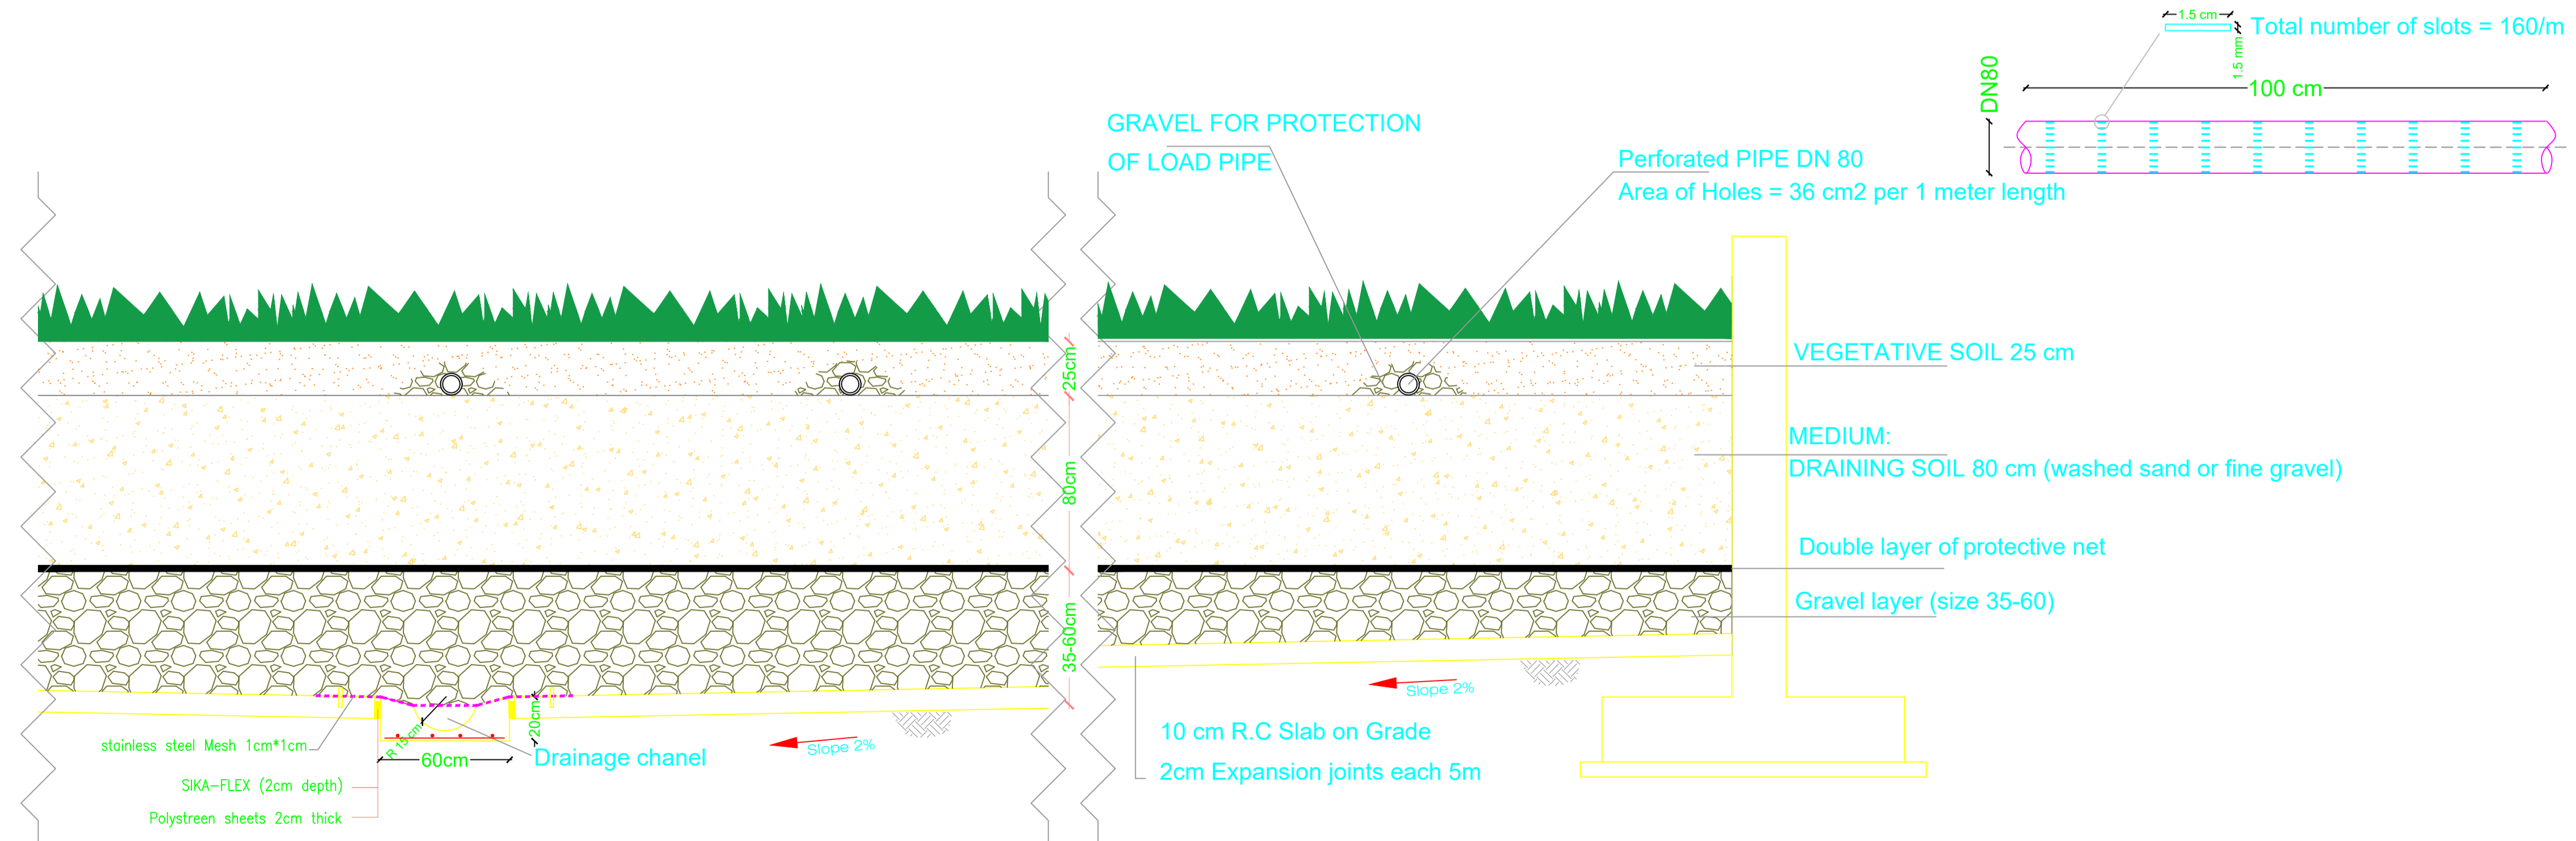 1.5 cm
Total number of slots = 160/m
1.5 mm
DN80
100 cm
GRAVEL FOR PROTECTION
OF LOAD PIPE
Perforated PIPE DN 80
Area of Holes = 36 cm2 per 1 meter length
25cm
VEGETATIVE SOIL 25 cm
80cm
MEDIUM:
DRAINING SOIL 80 cm (washed sand or fine gravel)
Double layer of protective net
35-60cm
Gravel layer (size 35-60)
Slope 2%
20cm
R 15 cm
stainless steel Mesh 1cm*1cm
Slope 2%
60cm
Drainage chanel
10 cm R.C Slab on Grade
2cm Expansion joints each 5m
SIKA-FLEX (2cm depth)
Polystreen sheets 2cm thick